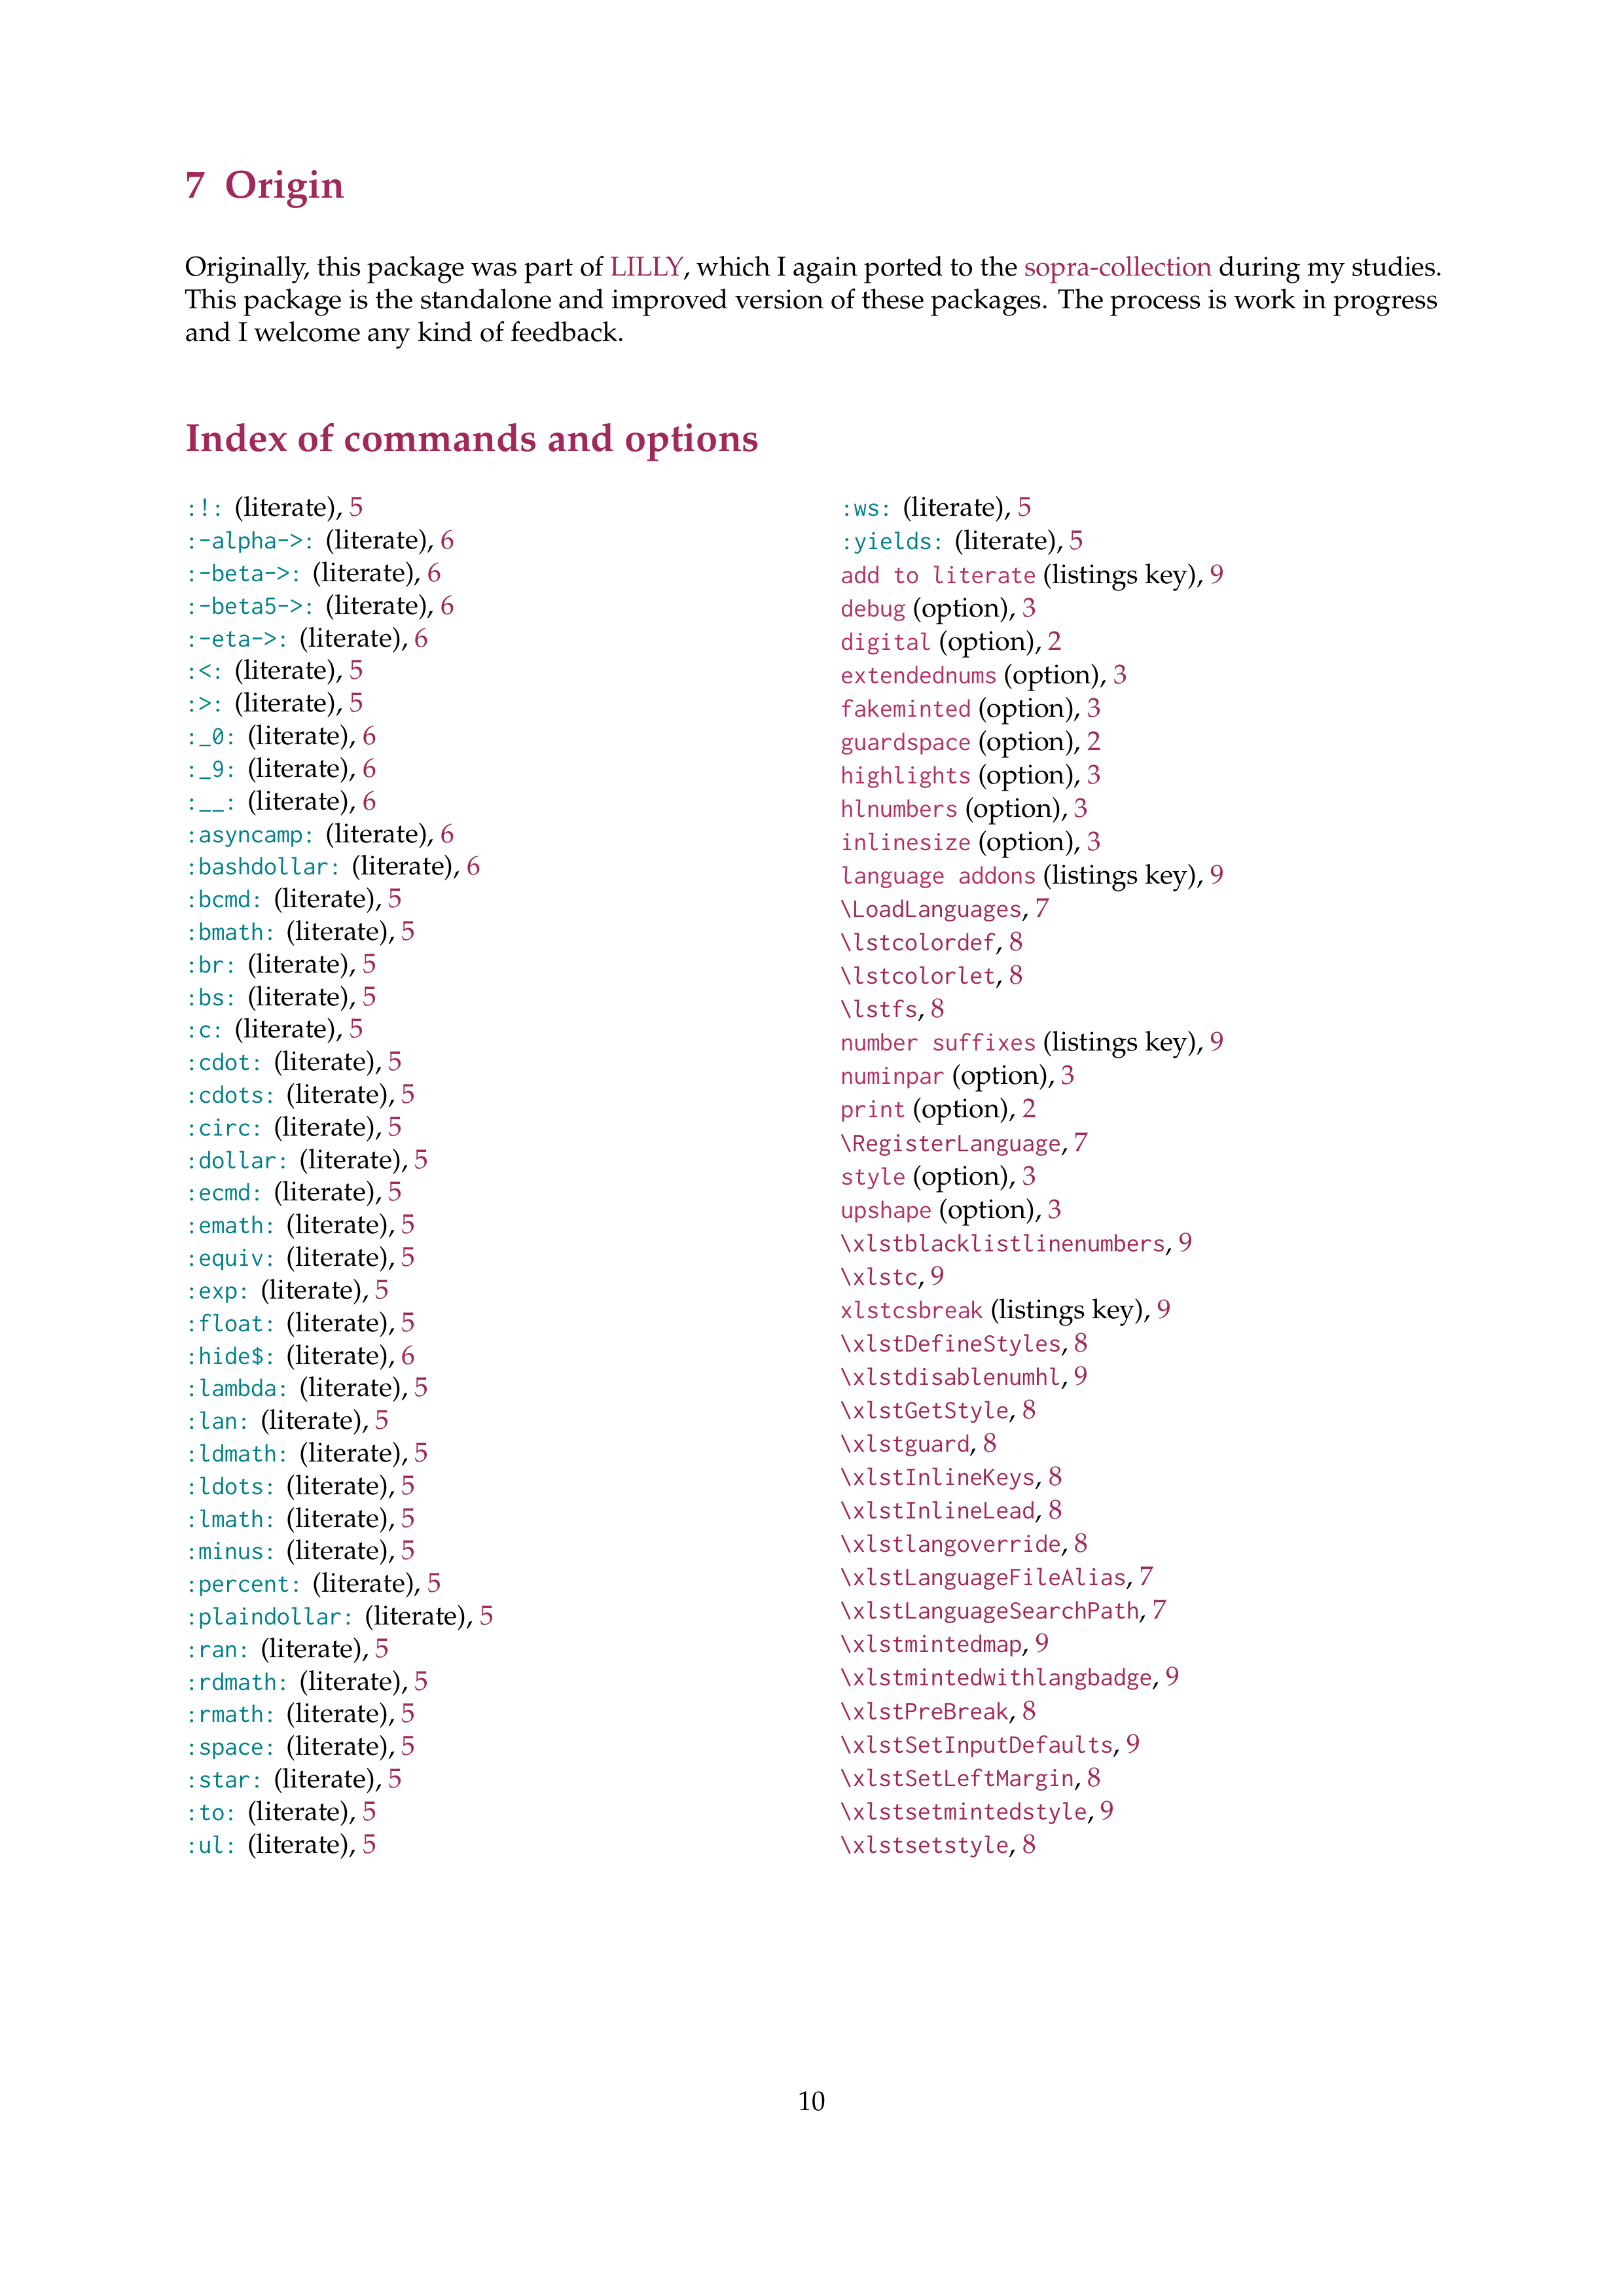 7 Origin
Originally, this package was part of LILLY, which I again ported to the sopra-collection during my studies.
This package is the standalone and improved version of these packages. The process is work in progress
and I welcome any kind of feedback.
Index of commands and options
:!: (literate), 5
:-alpha->: (literate), 6
:-beta->: (literate), 6
:-beta5->: (literate), 6
:-eta->: (literate), 6
:<: (literate), 5
:>: (literate), 5
:_0: (literate), 6
:_9: (literate), 6
:__: (literate), 6
:asyncamp: (literate), 6
:bashdollar: (literate), 6
:bcmd: (literate), 5
:bmath: (literate), 5
:br: (literate), 5
:bs: (literate), 5
:c: (literate), 5
:cdot: (literate), 5
:cdots: (literate), 5
:circ: (literate), 5
:dollar: (literate), 5
:ecmd: (literate), 5
:emath: (literate), 5
:equiv: (literate), 5
:exp: (literate), 5
:float: (literate), 5
:hide$: (literate), 6
:lambda: (literate), 5
:lan: (literate), 5
:ldmath: (literate), 5
:ldots: (literate), 5
:lmath: (literate), 5
:minus: (literate), 5
:percent: (literate), 5
:plaindollar: (literate), 5
:ran: (literate), 5
:rdmath: (literate), 5
:rmath: (literate), 5
:space: (literate), 5
:star: (literate), 5
:to: (literate), 5
:ul: (literate), 5
:ws: (literate), 5
:yields: (literate), 5
add to literate (listings key), 9
debug (option), 3
digital (option), 2
extendednums (option), 3
fakeminted (option), 3
guardspace (option), 2
highlights (option), 3
hlnumbers (option), 3
inlinesize (option), 3
language addons (listings key), 9
\LoadLanguages, 7
\lstcolordef, 8
\lstcolorlet, 8
\lstfs, 8
number suffixes (listings key), 9
numinpar (option), 3
print (option), 2
\RegisterLanguage, 7
style (option), 3
upshape (option), 3
\xlstblacklistlinenumbers, 9
\xlstc, 9
xlstcsbreak (listings key), 9
\xlstDefineStyles, 8
\xlstdisablenumhl, 9
\xlstGetStyle, 8
\xlstguard, 8
\xlstInlineKeys, 8
\xlstInlineLead, 8
\xlstlangoverride, 8
\xlstLanguageFileAlias, 7
\xlstLanguageSearchPath, 7
\xlstmintedmap, 9
\xlstmintedwithlangbadge, 9
\xlstPreBreak, 8
\xlstSetInputDefaults, 9
\xlstSetLeftMargin, 8
\xlstsetmintedstyle, 9
\xlstsetstyle, 8
10